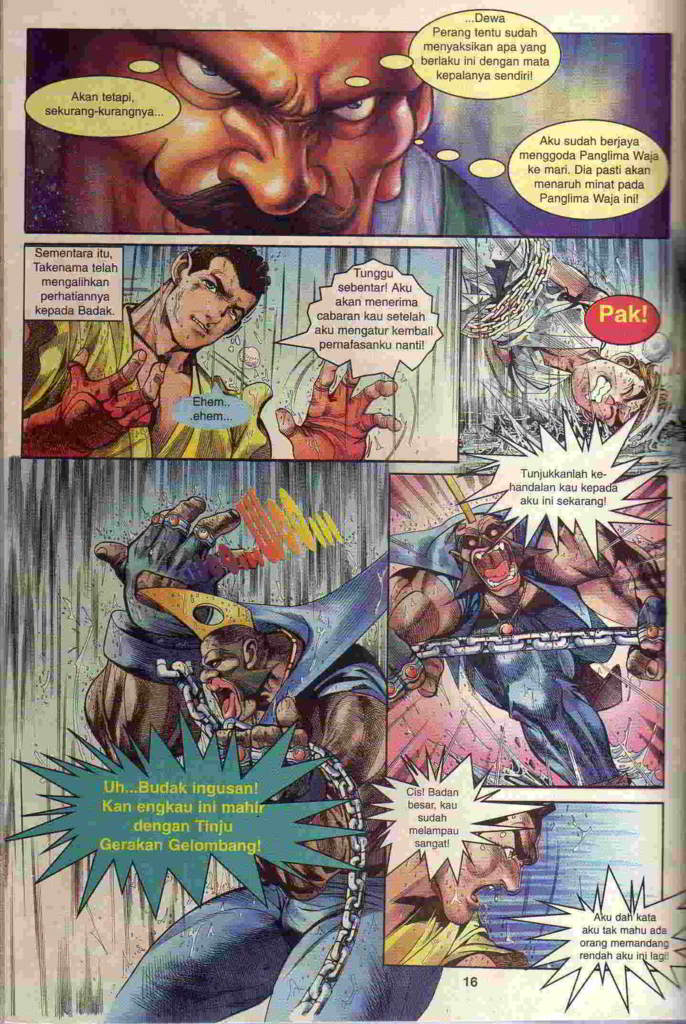 Akan tetapi,
sekurang-kurangnya...
...Dewa
Perang tentu sudah
menyaksikan apa yang
berlaku ini dengan mata
kepalanya sendiri!
Aku sudah berjaya
menggoda Panglima Waja
ke mari. Dia pasti akan
menaruh minat pada
Panglima Waja ini!
Sementara itu,
Takenama telah
mengalihkan
perhatiannya
kepada Badak.
Tunggu
sebentar! Aku
akan menerima
cabaran kau setelah
aku mengatur kembali
pernafasanku nanti!
Ehem..
.ehem...
Pak!
Tunjukkanlah ke-
handalan kau kepada
aku ini sekarang!
Uh...Budak ingusan!
Kan engkau ini mahir
dengan Tinju
Gerakan Gelombang!
Cis! Badan
besar, kau
sudah
melampau
sangat!
Aku dah kata
aku tak mahu ada
orang memandang
rendah aku ini lagi!
16